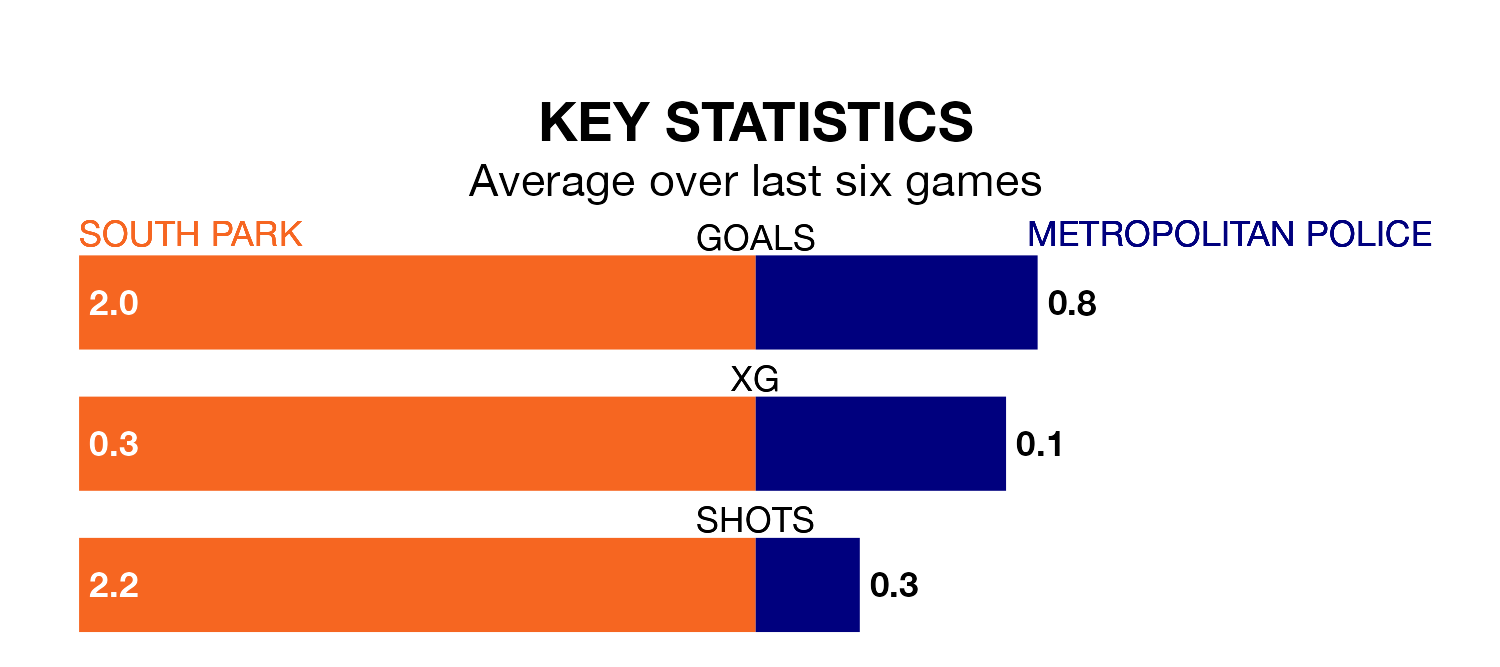 KEY STATISTICS
Average over last six games
SOUTH PARK GOALS METROPOLITAN POLICE
2.0 0.8
XG
0.3 0.1
SHOTS
2.2 0.3